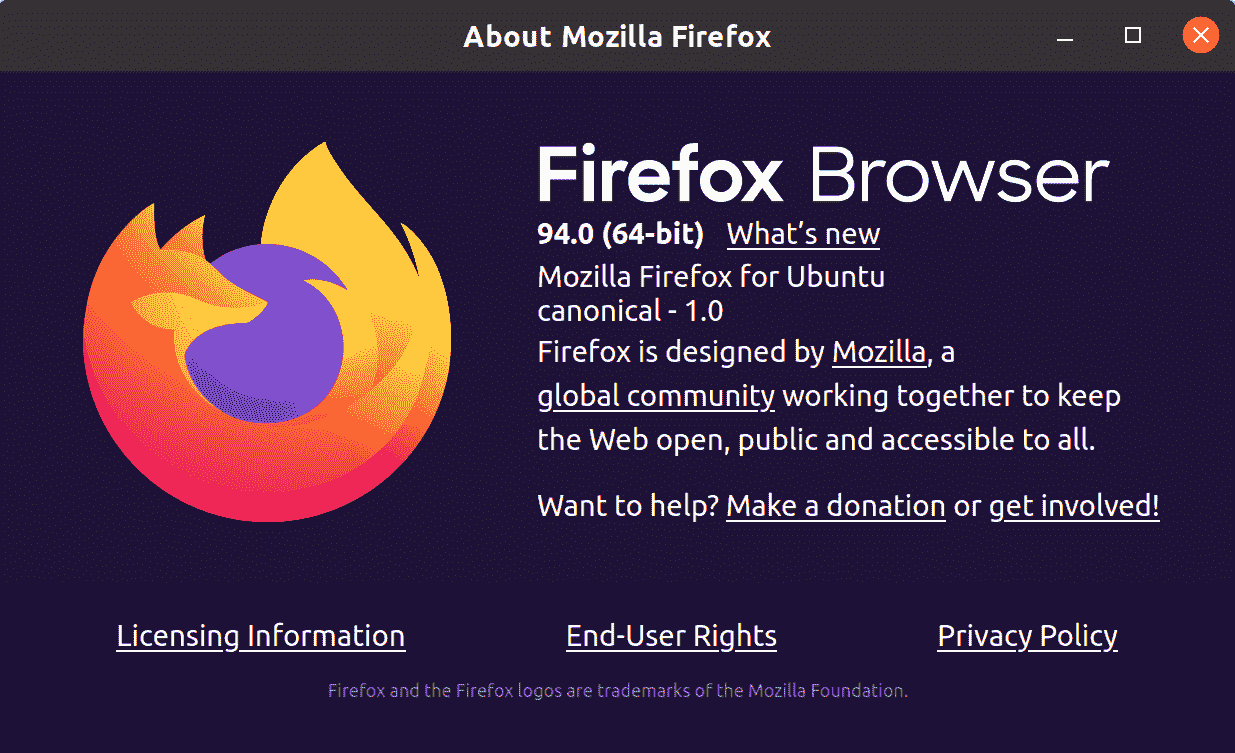 About Mozilla Firefox
Firefox Browser
94.0 (64-bit) What’s new
Mozilla Firefox for Ubuntu
canonical - 1.0
Firefox is designed by Mozilla, a
global community working together to keep
the Web open, public and accessible to all.
Want to help? Make a donation or get involved!
Licensing Information End-User Rights Privacy Policy
Firefox and the Firefox logos are trademarks of the Mozilla Foundation.